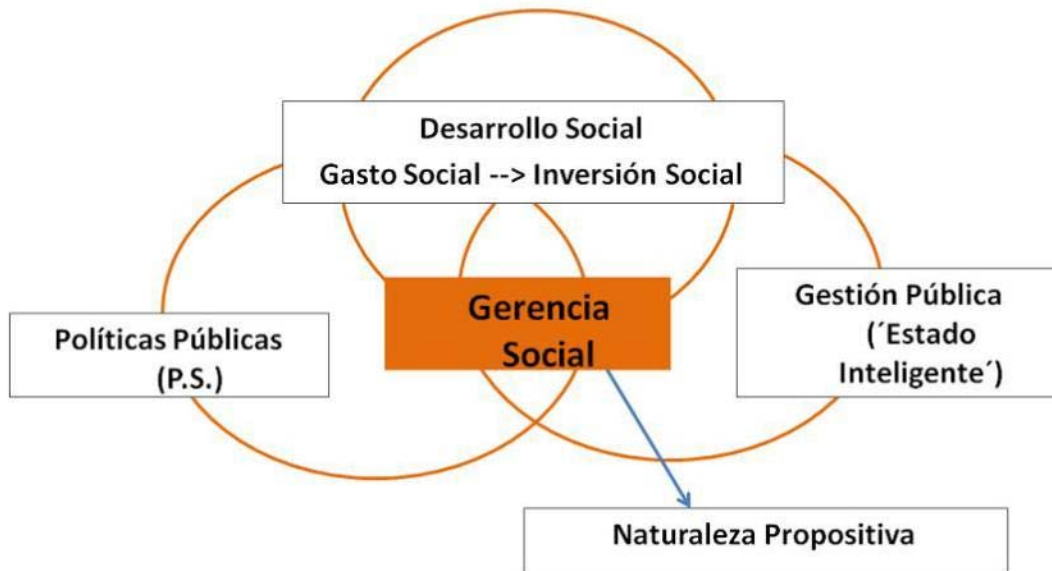 Desarrollo Social
Gasto Social --> Inversión Social
Gerencia
Social
Políticas Públicas
(P.S.)
Gestión Pública
(´Estado
Inteligente´)
Naturaleza Propositiva